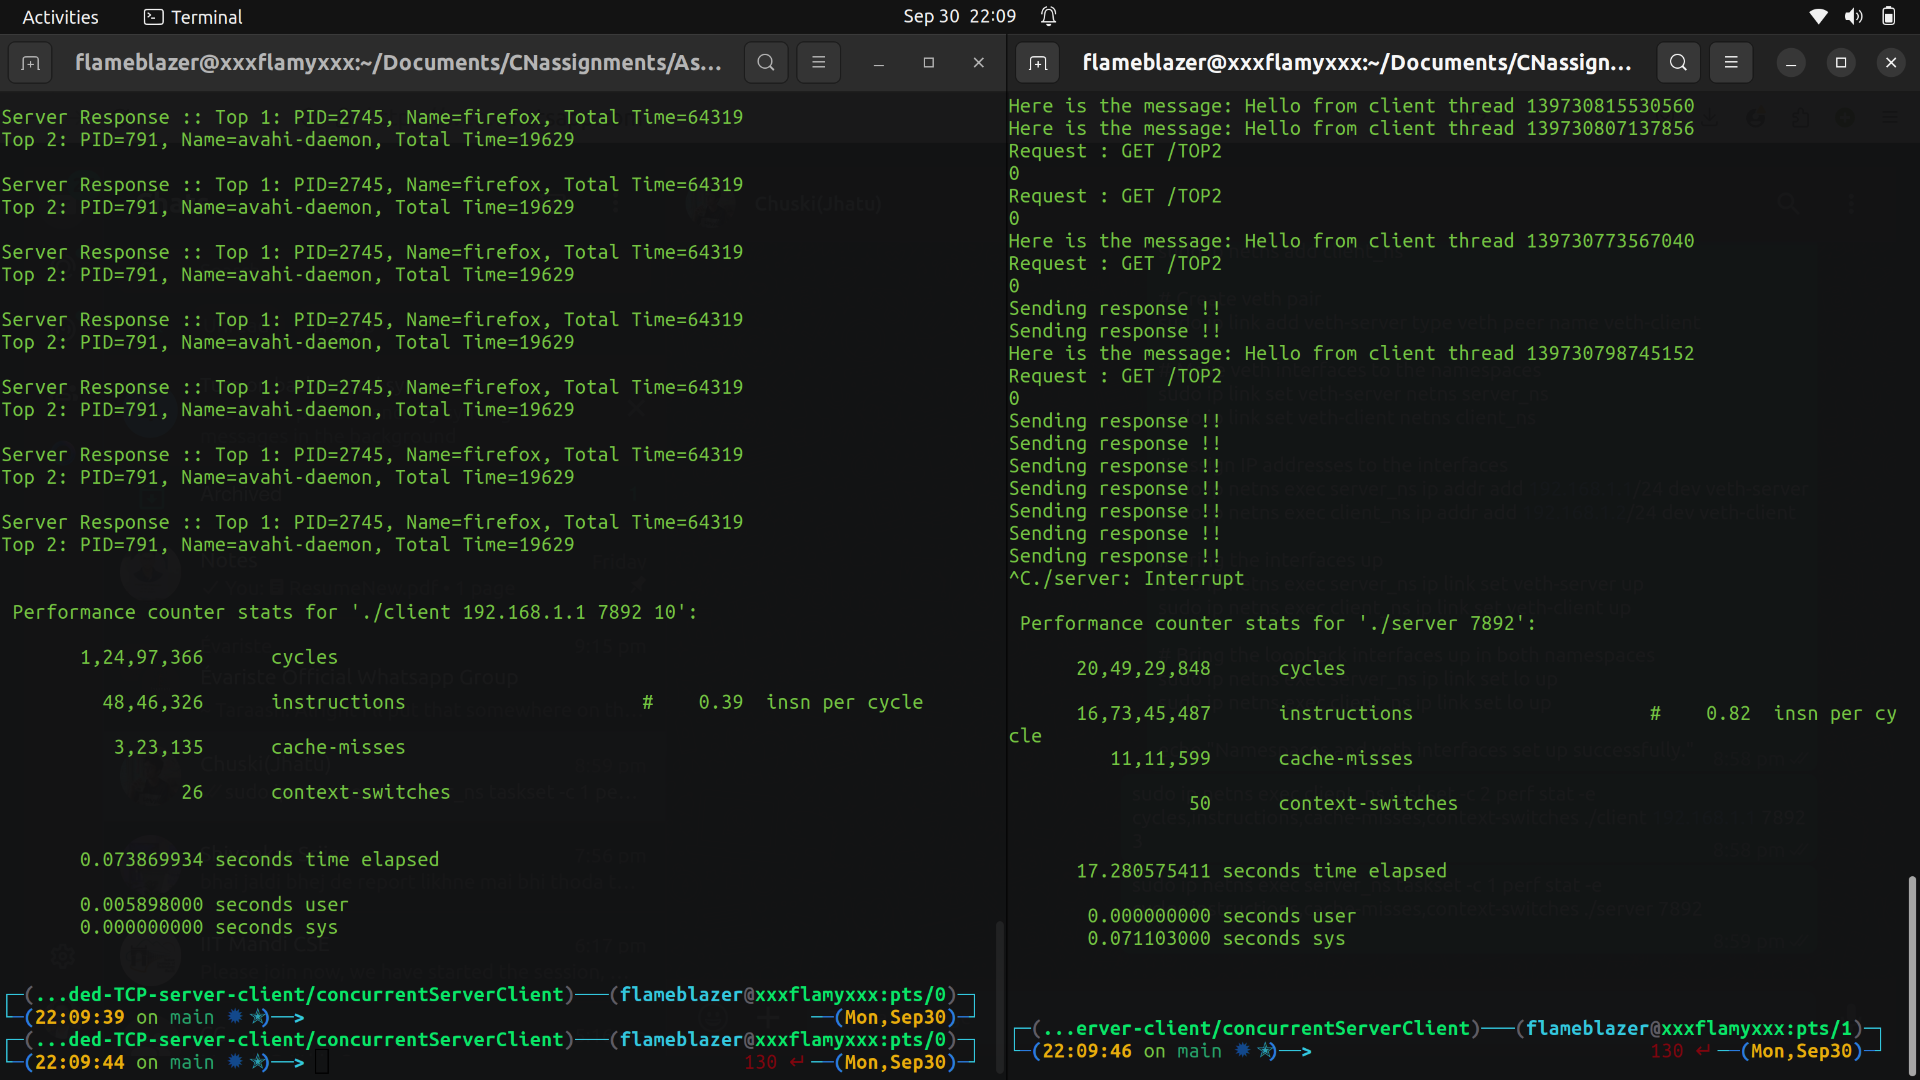 Activities
Terminal
Sep 30 22:09
flameblazer@xxxflamyxxx:~/Documents/CNassignments/As...
Server Response :: Top 1: PID=2745, Name=firefox, Total Time=64319
Top 2: PID=791, Name=avahi-daemon, Total Time=19629
Server Response :: Top 1: PID=2745, Name=firefox, Total Time=64319
Top 2: PID=791, Name=avahi-daemon, Total Time=19629
Server Response :: Top 1: PID=2745, Name=firefox, Total Time=64319
Top 2: PID=791, Name=avahi-daemon, Total Time=19629
Server Response :: Top 1: PID=2745, Name=firefox, Total Time=64319
Top 2: PID=791, Name=avahi-daemon, Total Time=19629
Server Response :: Top 1: PID=2745, Name=firefox, Total Time=64319
Top 2: PID=791, Name=avahi-daemon, Total Time=19629
Server Response :: Top 1: PID=2745, Name=firefox, Total Time=64319
Top 2: PID=791, Name=avahi-daemon, Total Time=19629
Server Response :: Top 1: PID=2745, Name=firefox, Total Time=64319
Top 2: PID=791, Name=avahi-daemon, Total Time=19629
Performance counter stats for './client 192.168.1.1 7892 10':
1,24,97,366 cycles
48,46,326 instructions # 0.39 insn per cycle
3,23,135 cache-misses
26 context-switches
0.073869934 seconds time elapsed
0.005898000 seconds user
0.000000000 seconds sys
(...ded-TCP-server-client/concurrentServerClient)──(flameblazer@xxxflamyxxx:pts/0)
(22:09:39 on main ✹ ✭)──> ─(Mon,Sep30)
(...ded-TCP-server-client/concurrentServerClient)──(flameblazer@xxxflamyxxx:pts/0)
(22:09:44 on main ✹ ✭)──> 130 ↵ ─(Mon,Sep30)
flameblazer@xxxflamyxxx:~/Documents/CNassign...
Here is the message: Hello from client thread 139730815530560
Here is the message: Hello from client thread 139730807137856
Request : GET /TOP2
0
Request : GET /TOP2
0
Here is the message: Hello from client thread 139730773567040
Request : GET /TOP2
0
Sending response !!
Sending response !!
Here is the message: Hello from client thread 139730798745152
Request : GET /TOP2
0
Sending response !!
Sending response !!
Sending response !!
Sending response !!
Sending response !!
Sending response !!
Sending response !!
^C./server: Interrupt
Performance counter stats for './server 7892':
20,49,29,848 cycles
16,73,45,487 instructions # 0.82 insn per cy
cle
11,11,599 cache-misses
50 context-switches
17.280575411 seconds time elapsed
0.000000000 seconds user
0.071103000 seconds sys
(...erver-client/concurrentServerClient)──(flameblazer@xxxflamyxxx:pts/1)
(22:09:46 on main ✹ ✭)──> 130 ↵ ─(Mon,Sep30)